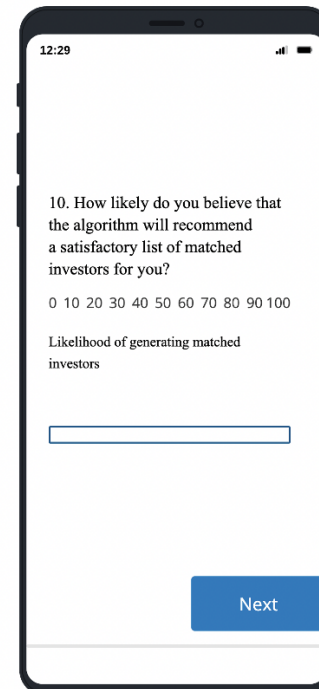 12:29
10. How likely do you believe that
the algorithm will recommend
a satisfactory list of matched
investors for you?
0 10 20 30 40 50 60 70 80 90 100
Likelihood of generating matched
investors
Next